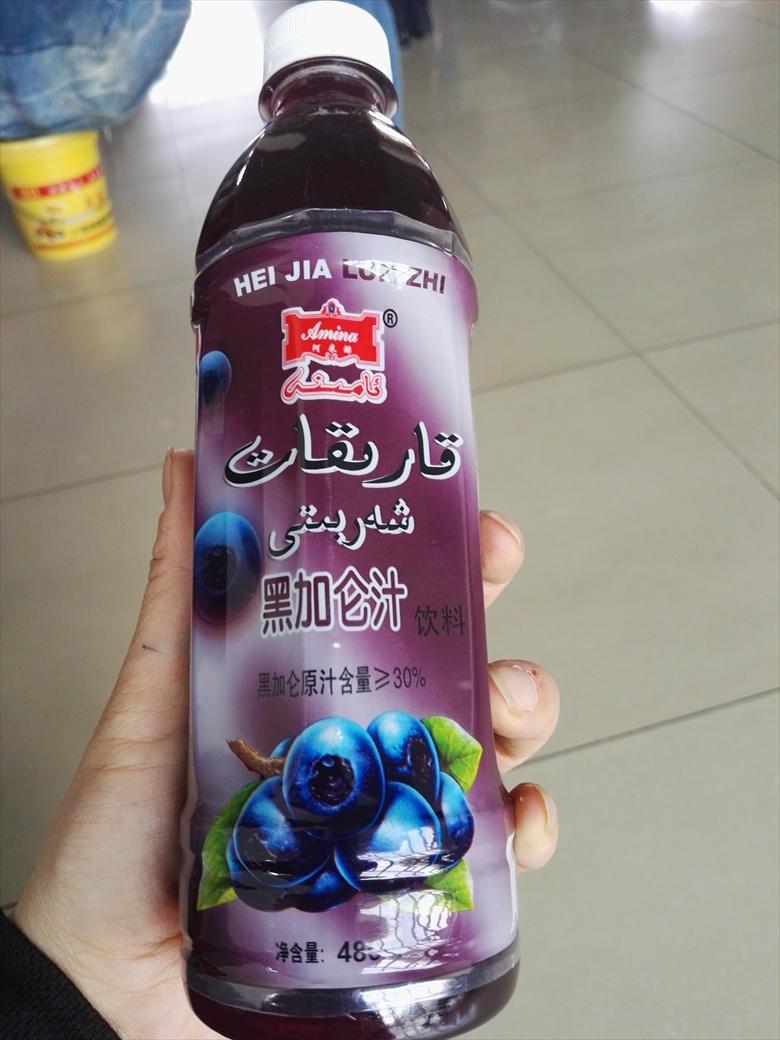 HEI JIA LUN ZHI
Amina ®
阿米娜
ئامىنە
قارىقات
شەربىتى
黑加仑汁 饮料
黑加仑原汁含量≥30%
净含量: 48